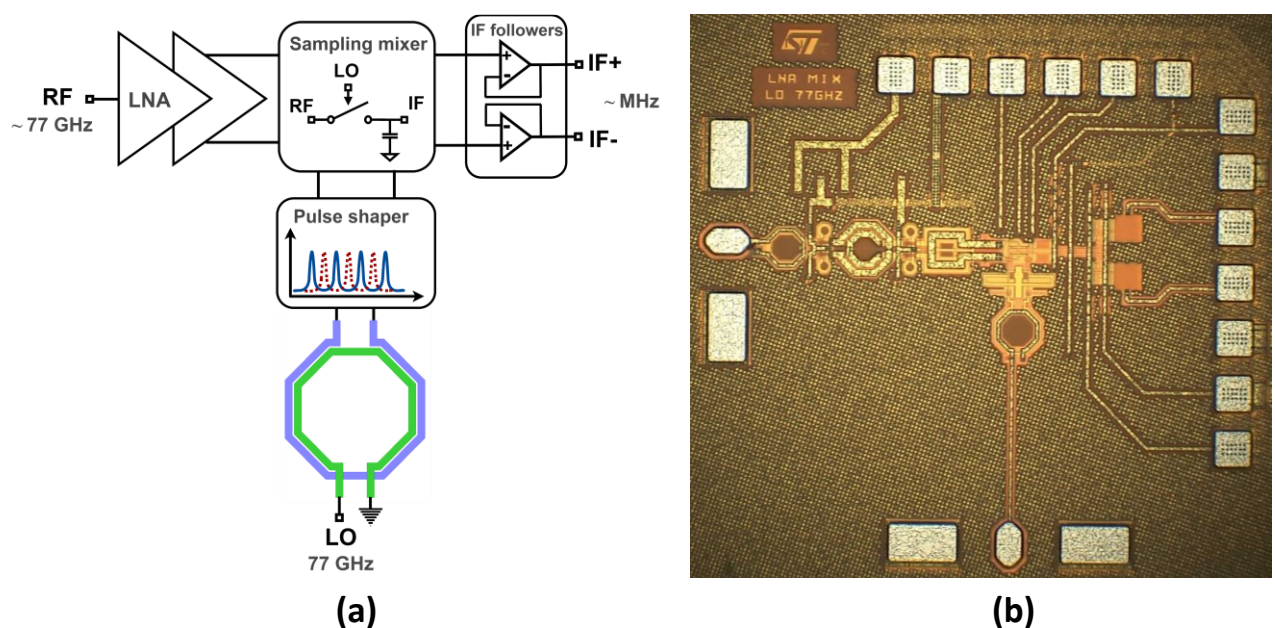 RF
~ 77 GHz
LNA
Sampling mixer
LO
RF
IF
IF followers
+
-
-
+
IF+
~ MHz
IF-
Pulse shaper
LO
77 GHz
(a)
ST
LNA MIX
LO 77GHZ
(b)